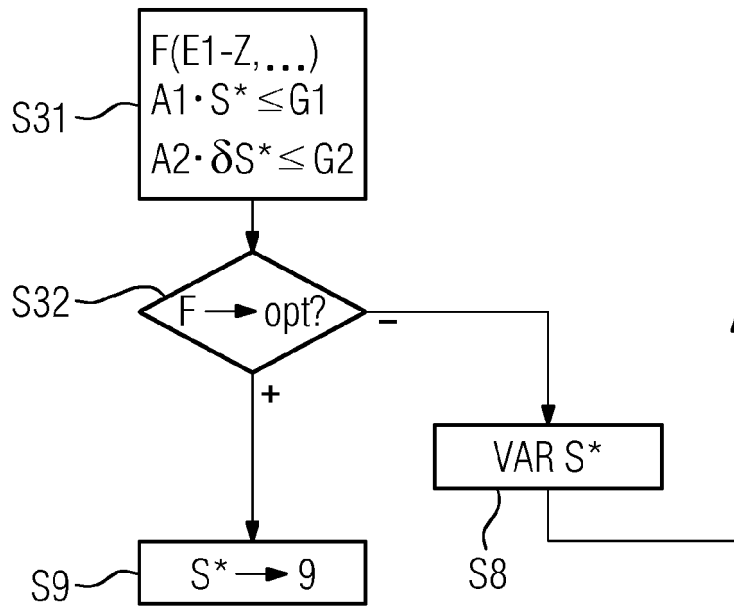 F(E1-Z,...)
S31
A1·S* ≤G1
A2·δS* ≤G2
S32
F → opt?
−
+
VAR S*
S9
S* → 9
S8